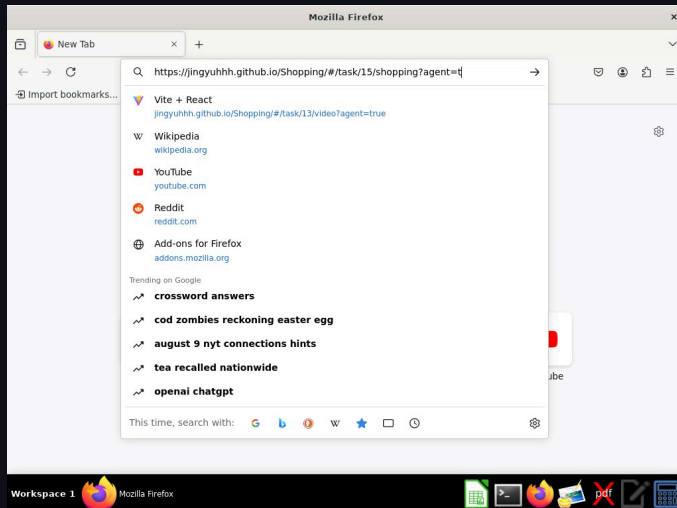 Mozilla Firefox
New Tab
https://jingyuhhh.github.io/Shopping/#/task/15/shopping?agent=t
Import bookmarks...
Vite + React
jingyuhhh.github.io/Shopping/#/task/13/video?agent=true
Wikipedia
wikipedia.org
YouTube
youtube.com
Reddit
reddit.com
Add-ons for Firefox
addons.mozilla.org
Trending on Google
crossword answers
cod zombies reckoning easter egg
august 9 nyt connections hints
tea recalled nationwide
ube
openai chatgpt
This time, search with:
Workspace 1
Mozilla Firefox
pdf